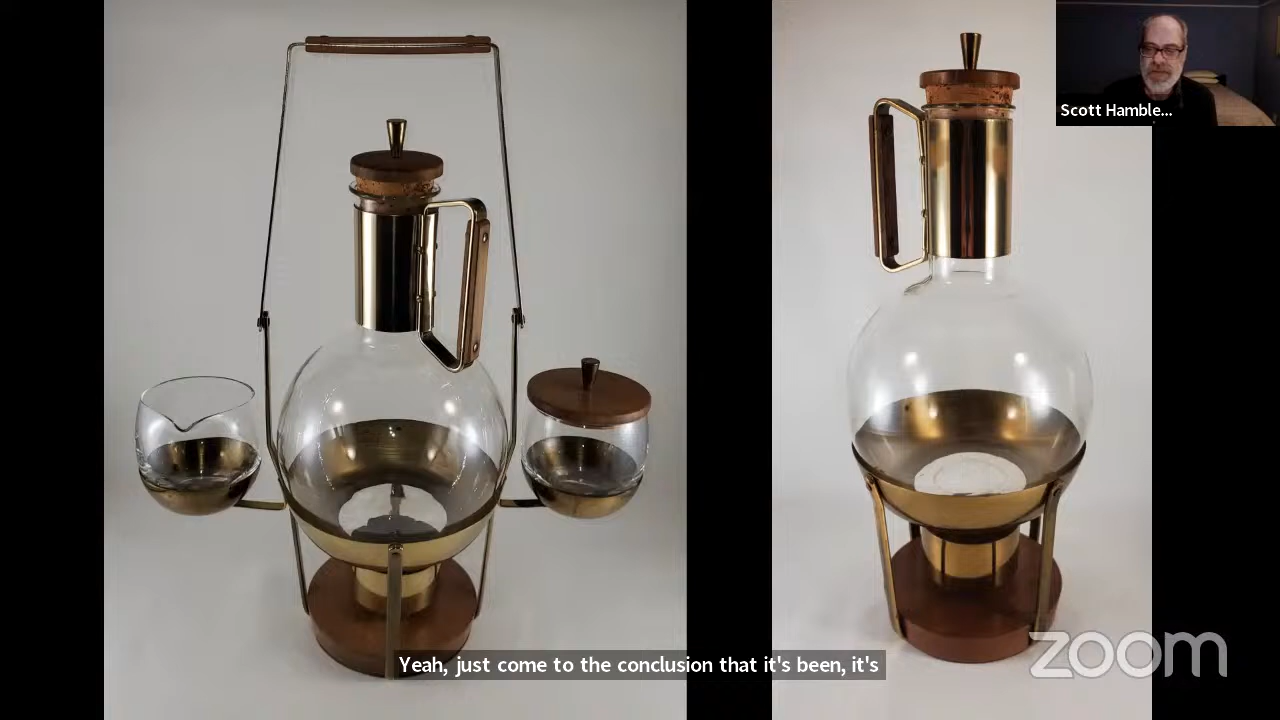 Scott Hamble...
Yeah, just come to the conclusion that it's been, it's
zoom